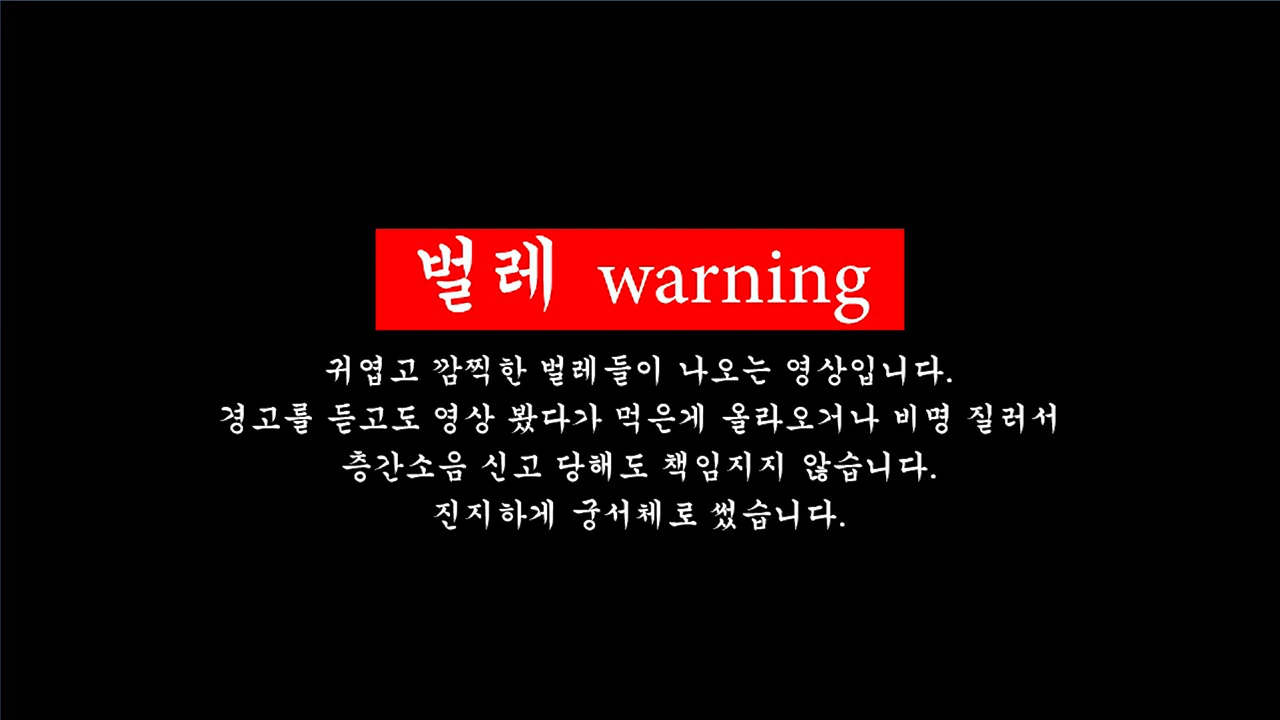 벌레 warning
귀엽고 깜찍한 벌레들이 나오는 영상입니다.
경고를 듣고도 영상 봤다가 먹은게 올라오거나 비명 질러서
층간소음 신고 당해도 책임지지 않습니다.
진지하게 궁서체로 썼습니다.